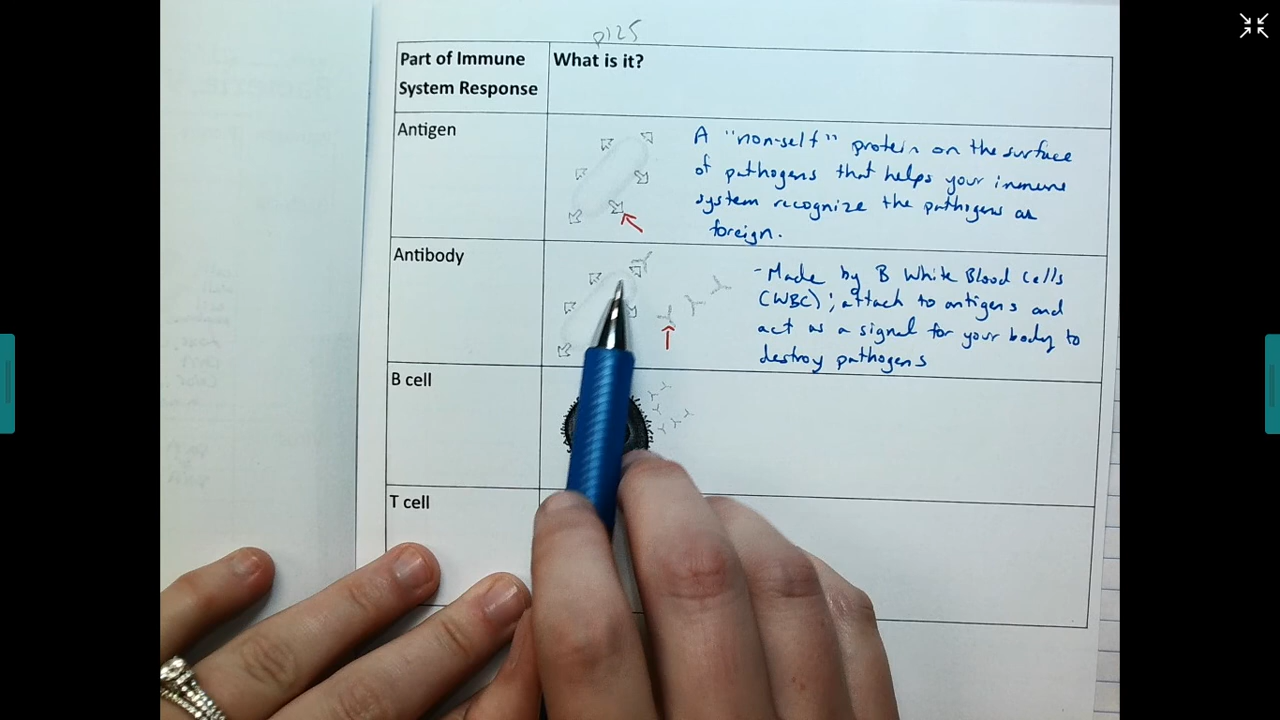 p125
Part of Immune
System Response
What is it?
Antigen
A "non-self" protein on the surface
of pathogens that helps your immune
system recognize the pathogens as
foreign.
Antibody
- Made by B White Blood Cells
(WBC); attach to antigens and
act as a signal for your body to
destroy pathogens
B cell
T cell